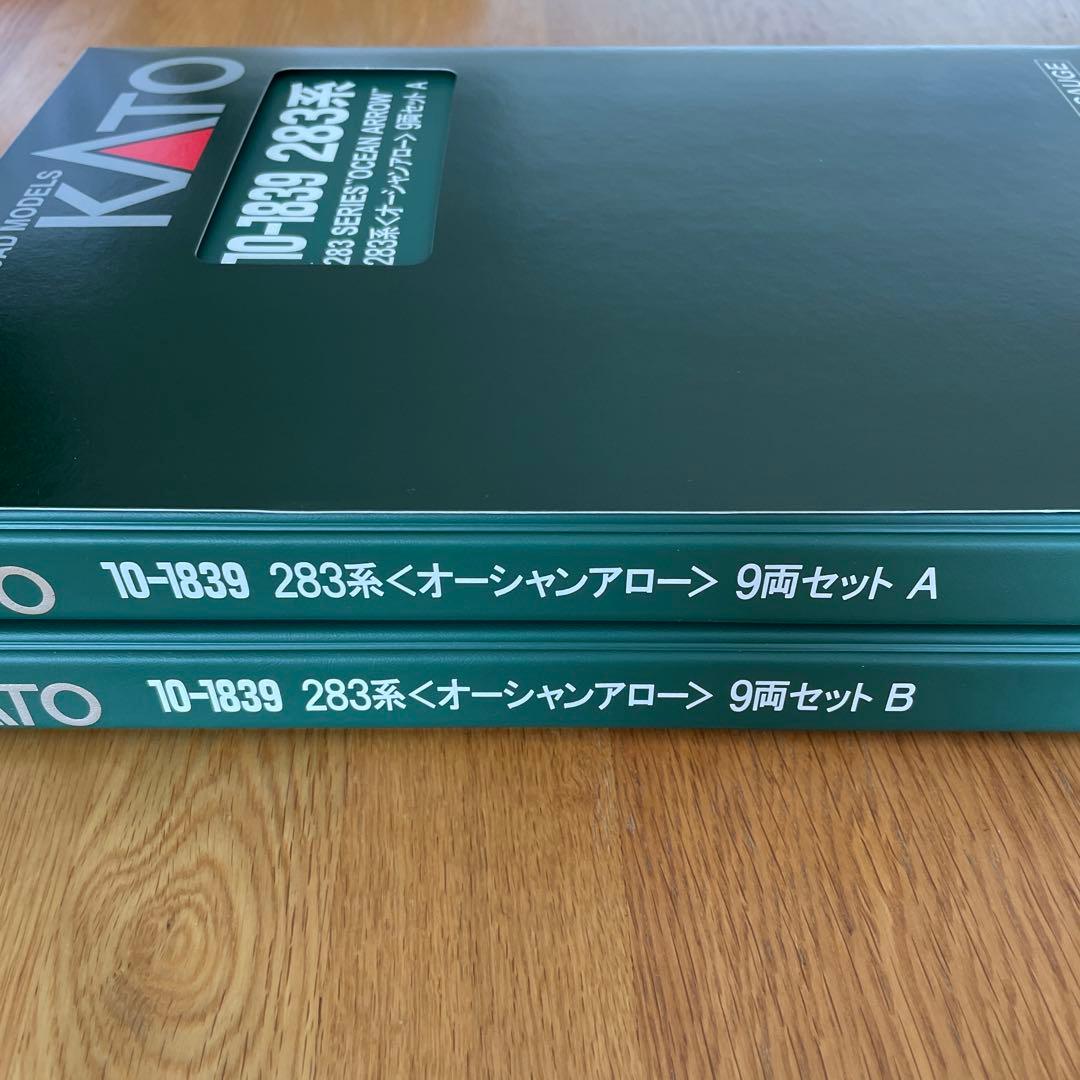 KATO
MODELS
10-1839 283系
283 SERIES "OCEAN ARROW"
283系<オーシャンアロー> 9両セット A
10-1839 283系<オーシャンアロー> 9両セット A
10-1839 283系<オーシャンアロー> 9両セット B